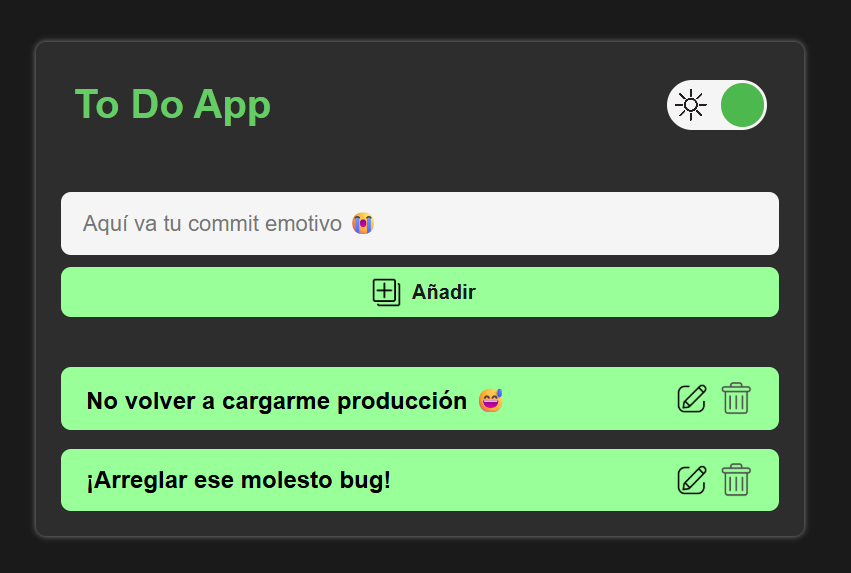 To Do App
Aquí va tu commit emotivo 😭
Añadir
No volver a cargarme producción 😅
¡Arreglar ese molesto bug!